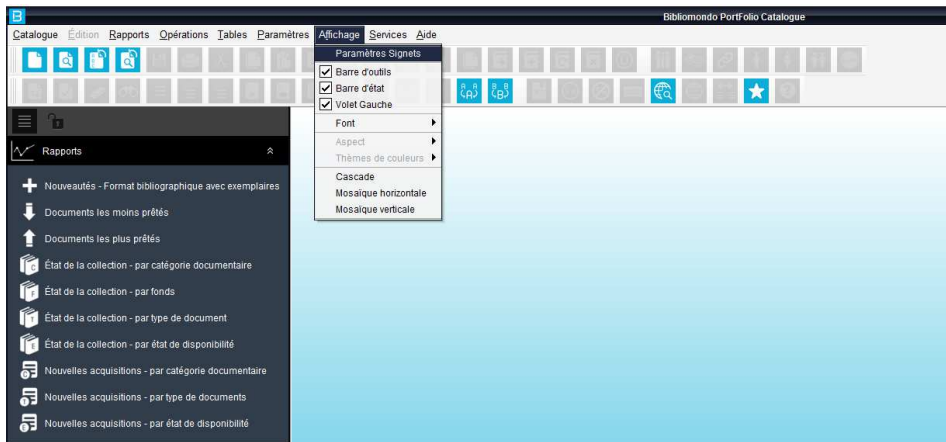 B
Bibliomondo PortFolio Catalogue
Catalogue Édition Rapports Opérations Tables Paramètres Affichage Services Aide
Paramètres Signets
Barre d'outils
Barre d'état
Volet Gauche
Font
Aspect
Thèmes de couleurs
Cascade
Mosaïque horizontale
Mosaïque verticale
Rapports
Nouveautés - Format bibliographique avec exemplaires
Documents les moins prêtés
Documents les plus prêtés
État de la collection - par catégorie documentaire
État de la collection - par fonds
État de la collection - par type de document
État de la collection - par état de disponibilité
Nouvelles acquisitions - par catégorie documentaire
Nouvelles acquisitions - par type de documents
Nouvelles acquisitions - par état de disponibilité